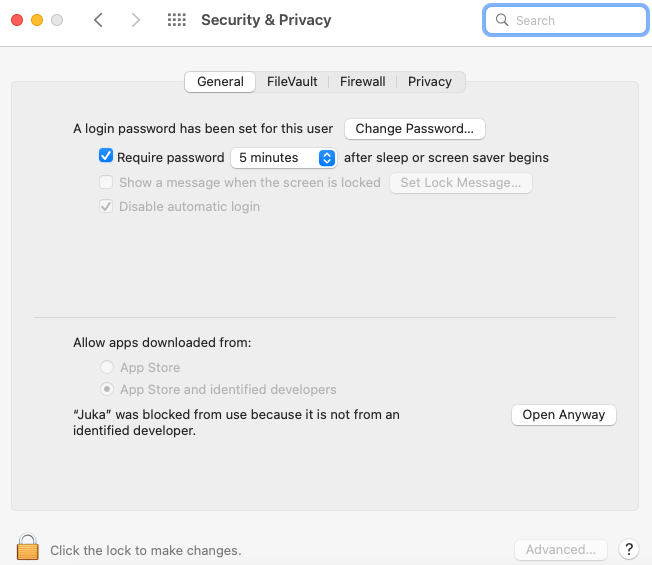 Security & Privacy
Search
General FileVault Firewall Privacy
A login password has been set for this user Change Password...
Require password 5 minutes after sleep or screen saver begins
Show a message when the screen is locked Set Lock Message...
Disable automatic login
Allow apps downloaded from:
App Store
App Store and identified developers
“Juka” was blocked from use because it is not from an
identified developer.
Open Anyway
Click the lock to make changes.
Advanced...
?